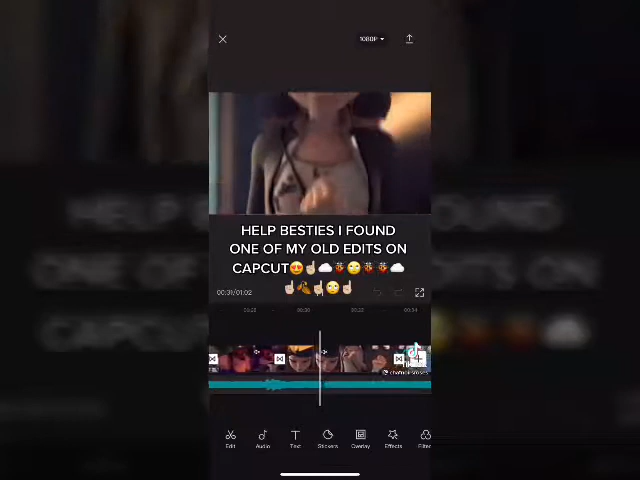 1080P
HELP BESTIES I FOUND
ONE OF MY OLD EDITS ON
CAPCUT😍☝🏼☁️🐞🙄🐞🐞☁️
☝🏼🍂☝🏼🙄☝🏼
00:31/01:02
Edit Audio Text Stickers Overlay Effects Filter